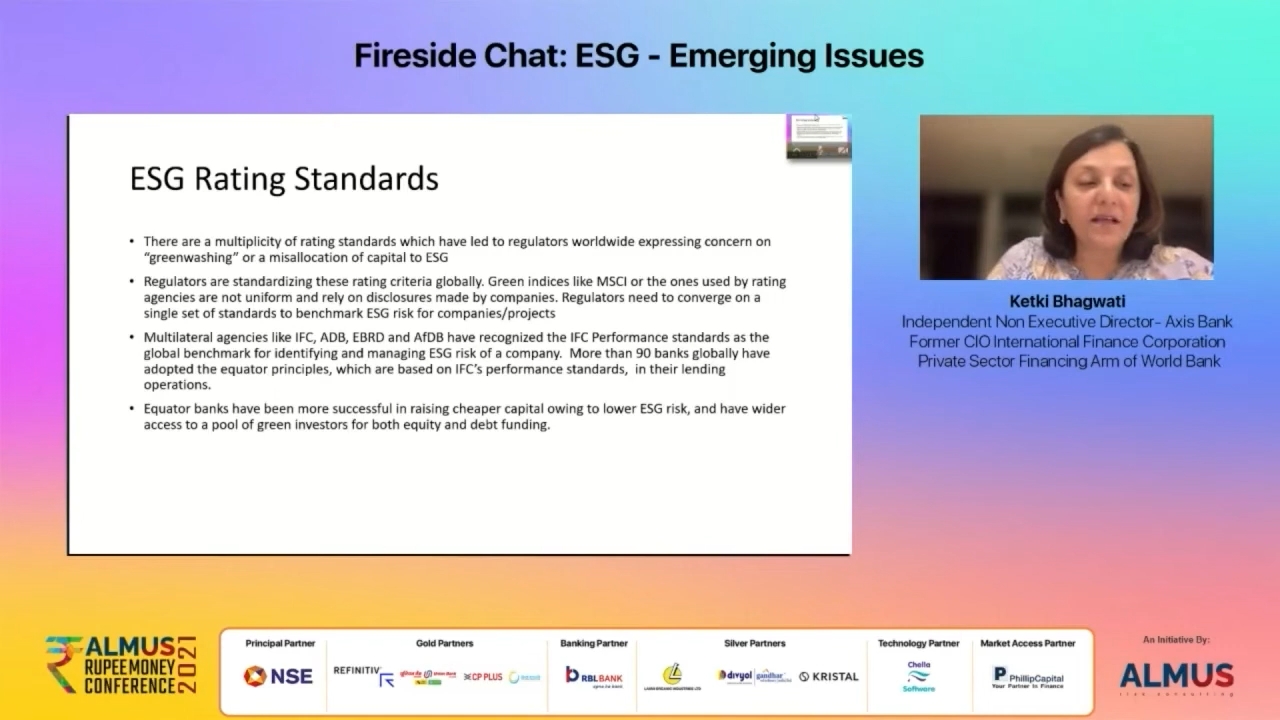 Fireside Chat: ESG - Emerging Issues
ESG Rating Standards
• There are a multiplicity of rating standards which have led to regulators worldwide expressing concern on
“greenwashing” or a misallocation of capital to ESG
• Regulators are standardizing these rating criteria globally. Green indices like MSCI or the ones used by rating
agencies are not uniform and rely on disclosures made by companies. Regulators need to converge on a
single set of standards to benchmark ESG risk for companies/projects
• Multilateral agencies like IFC, ADB, EBRD and AfDB have recognized the IFC Performance standards as the
global benchmark for identifying and managing ESG risk of a company. More than 90 banks globally have
adopted the equator principles, which are based on IFC’s performance standards, in their lending
operations.
• Equator banks have been more successful in raising cheaper capital owing to lower ESG risk, and have wider
access to a pool of green investors for both equity and debt funding.
Ketki Bhagwati
Independent Non Executive Director- Axis Bank
Former CIO International Finance Corporation
Private Sector Financing Arm of World Bank
ALMUS
RUPEE MONEY
CONFERENCE
2021
Principal Partner
NSE
Gold Partners
REFINITIV
CP PLUS
Banking Partner
RBLBANK
apno ka bank
Silver Partners
divyol
gandhar
KRISTAL
Technology Partner
Cholla
Software
Market Access Partner
PhillipCapital
Your Partner In Finance
An Initiative By:
ALMUS